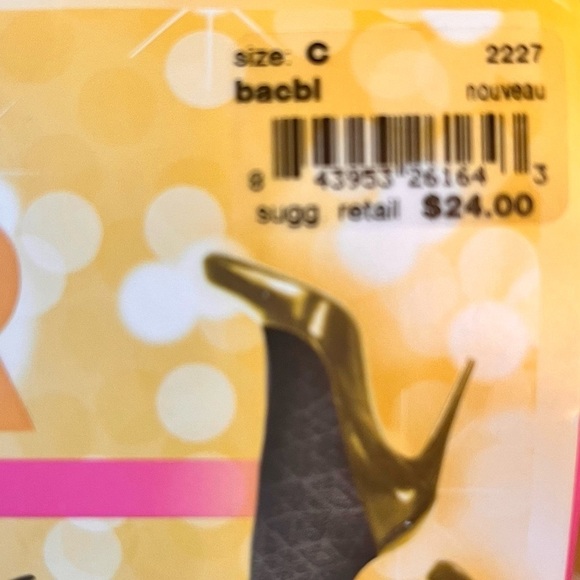 size: C 2227
bacbl nouveau
8 43953 26164 3
sugg retail $24.00
R